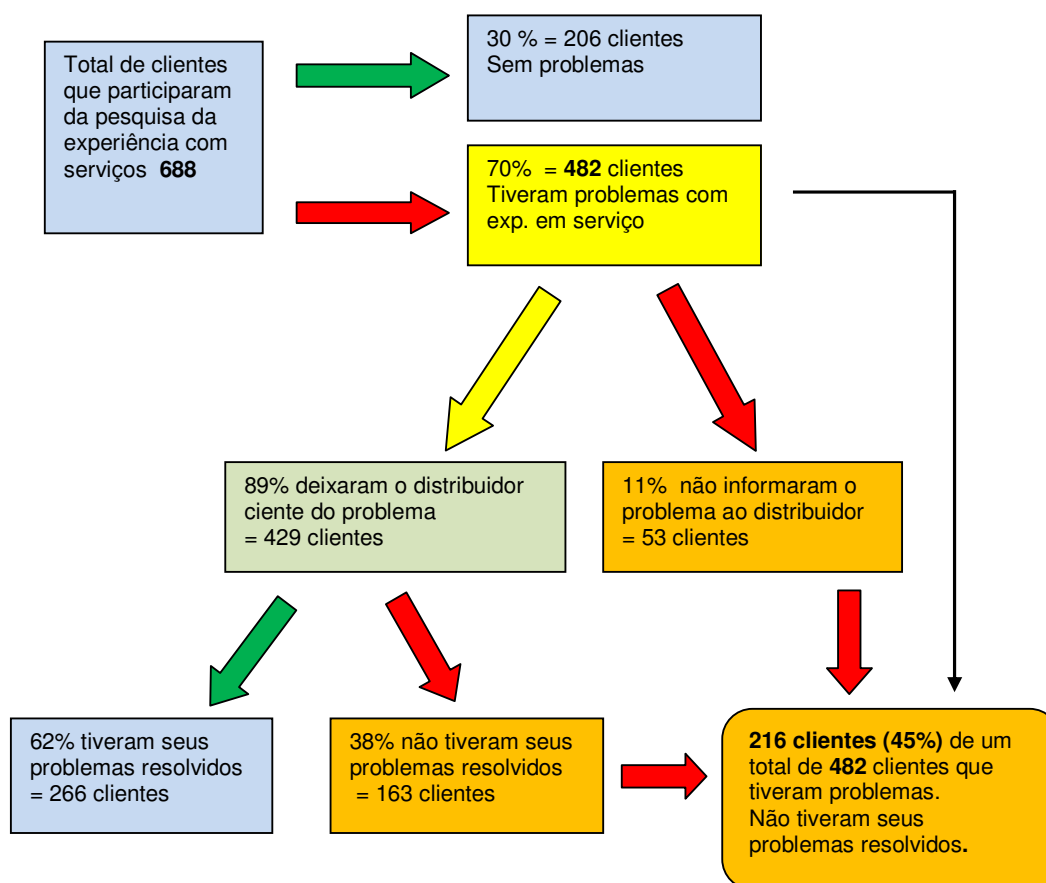 Total de clientes
que participaram
da pesquisa da
experiência com
serviços 688
30 % = 206 clientes
Sem problemas
70% = 482 clientes
Tiveram problemas com
exp. em serviço
89% deixaram o distribuidor
ciente do problema
= 429 clientes
11% não informaram o
problema ao distribuidor
= 53 clientes
62% tiveram seus
problemas resolvidos
= 266 clientes
38% não tiveram seus
problemas resolvidos
= 163 clientes
216 clientes (45%) de um
total de 482 clientes que
tiveram problemas.
Não tiveram seus
problemas resolvidos.